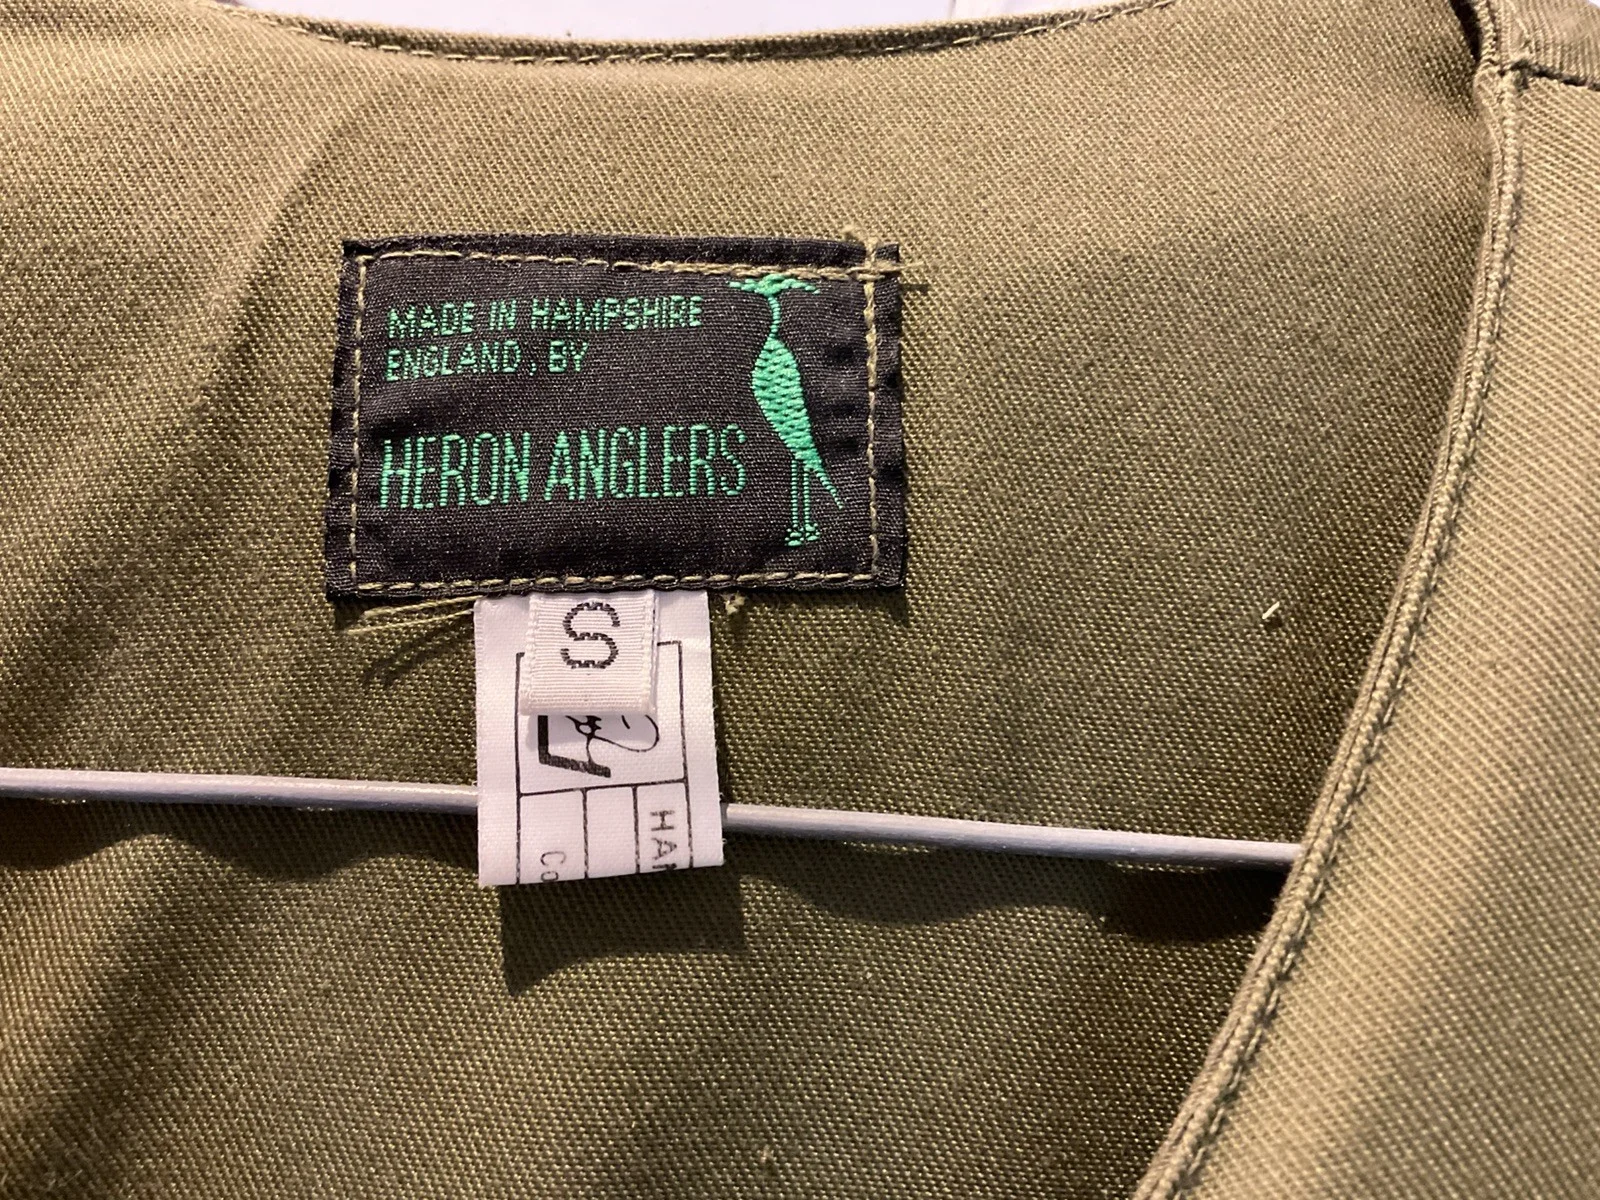 MADE IN HAMPSHIRE
ENGLAND, BY
HERON ANGLERS
S